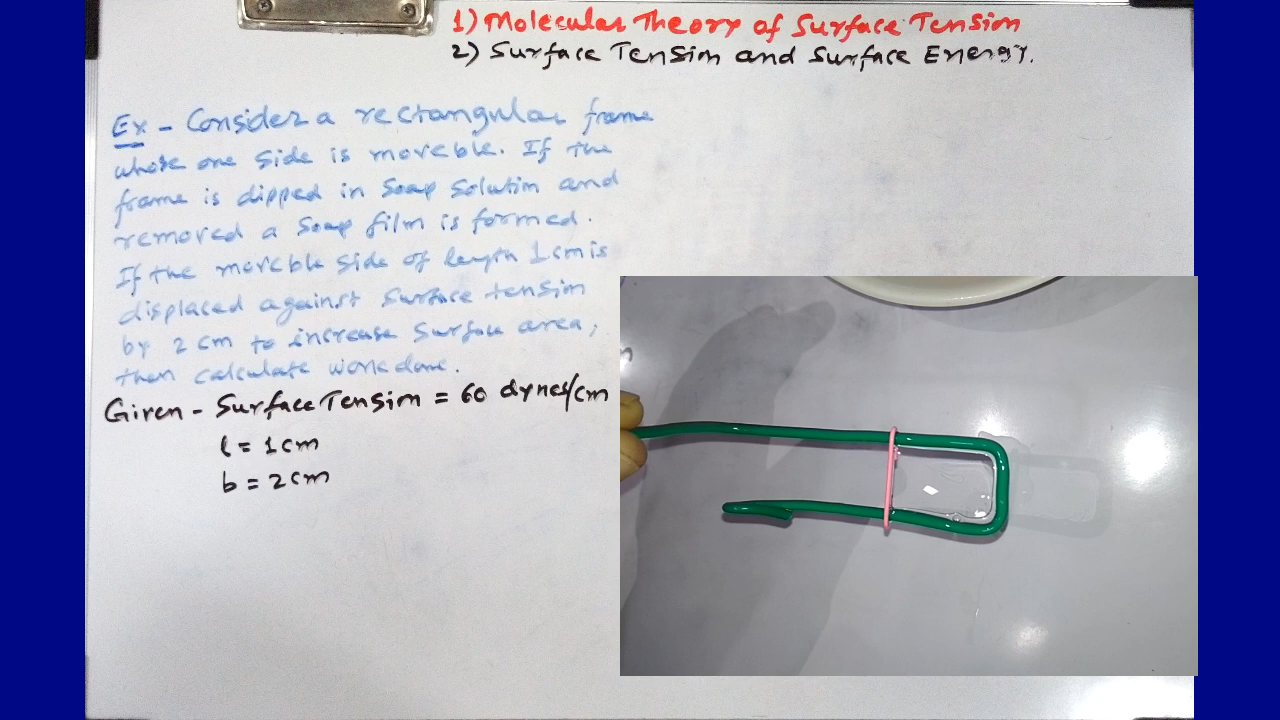 1) Molecular Theory of Surface Tension
2) Surface Tension and Surface Energy.
Ex - Consider a rectangular frame
whose one side is moveble. If the
frame is dipped in Soap Solution and
removed a Soap film is formed.
If the moveble side of length 1cm is
displaced against Surface tension
by 2 cm to increase Surface area,
then calculate work done.
Given - Surface Tension = 60 dynes/cm
l = 1cm
b = 2cm